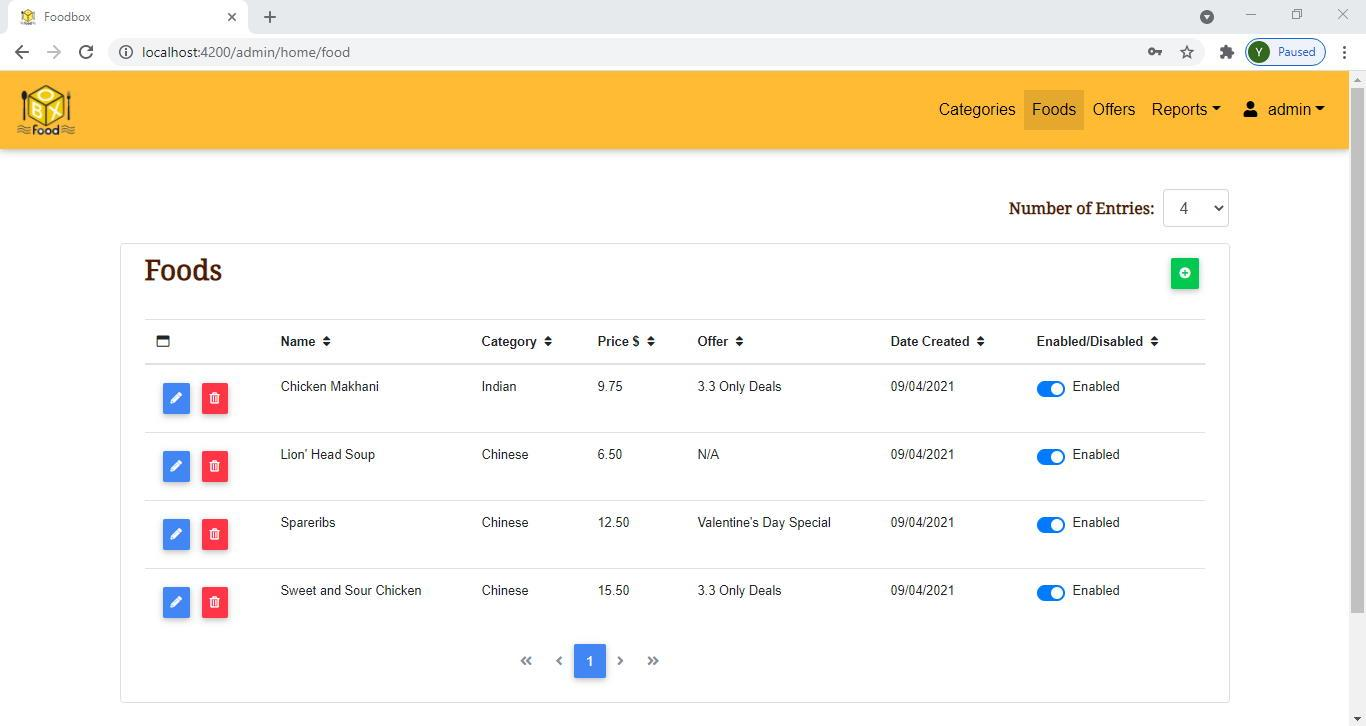 Foodbox
localhost:4200/admin/home/food
Y Paused
OBX
Food
Categories Foods Offers Reports admin
Number of Entries: 4
Foods
Name Category Price $ Offer Date Created Enabled/Disabled
Chicken Makhani Indian 9.75 3.3 Only Deals 09/04/2021 Enabled
Lion' Head Soup Chinese 6.50 N/A 09/04/2021 Enabled
Spareribs Chinese 12.50 Valentine's Day Special 09/04/2021 Enabled
Sweet and Sour Chicken Chinese 15.50 3.3 Only Deals 09/04/2021 Enabled
« ‹ 1 › »